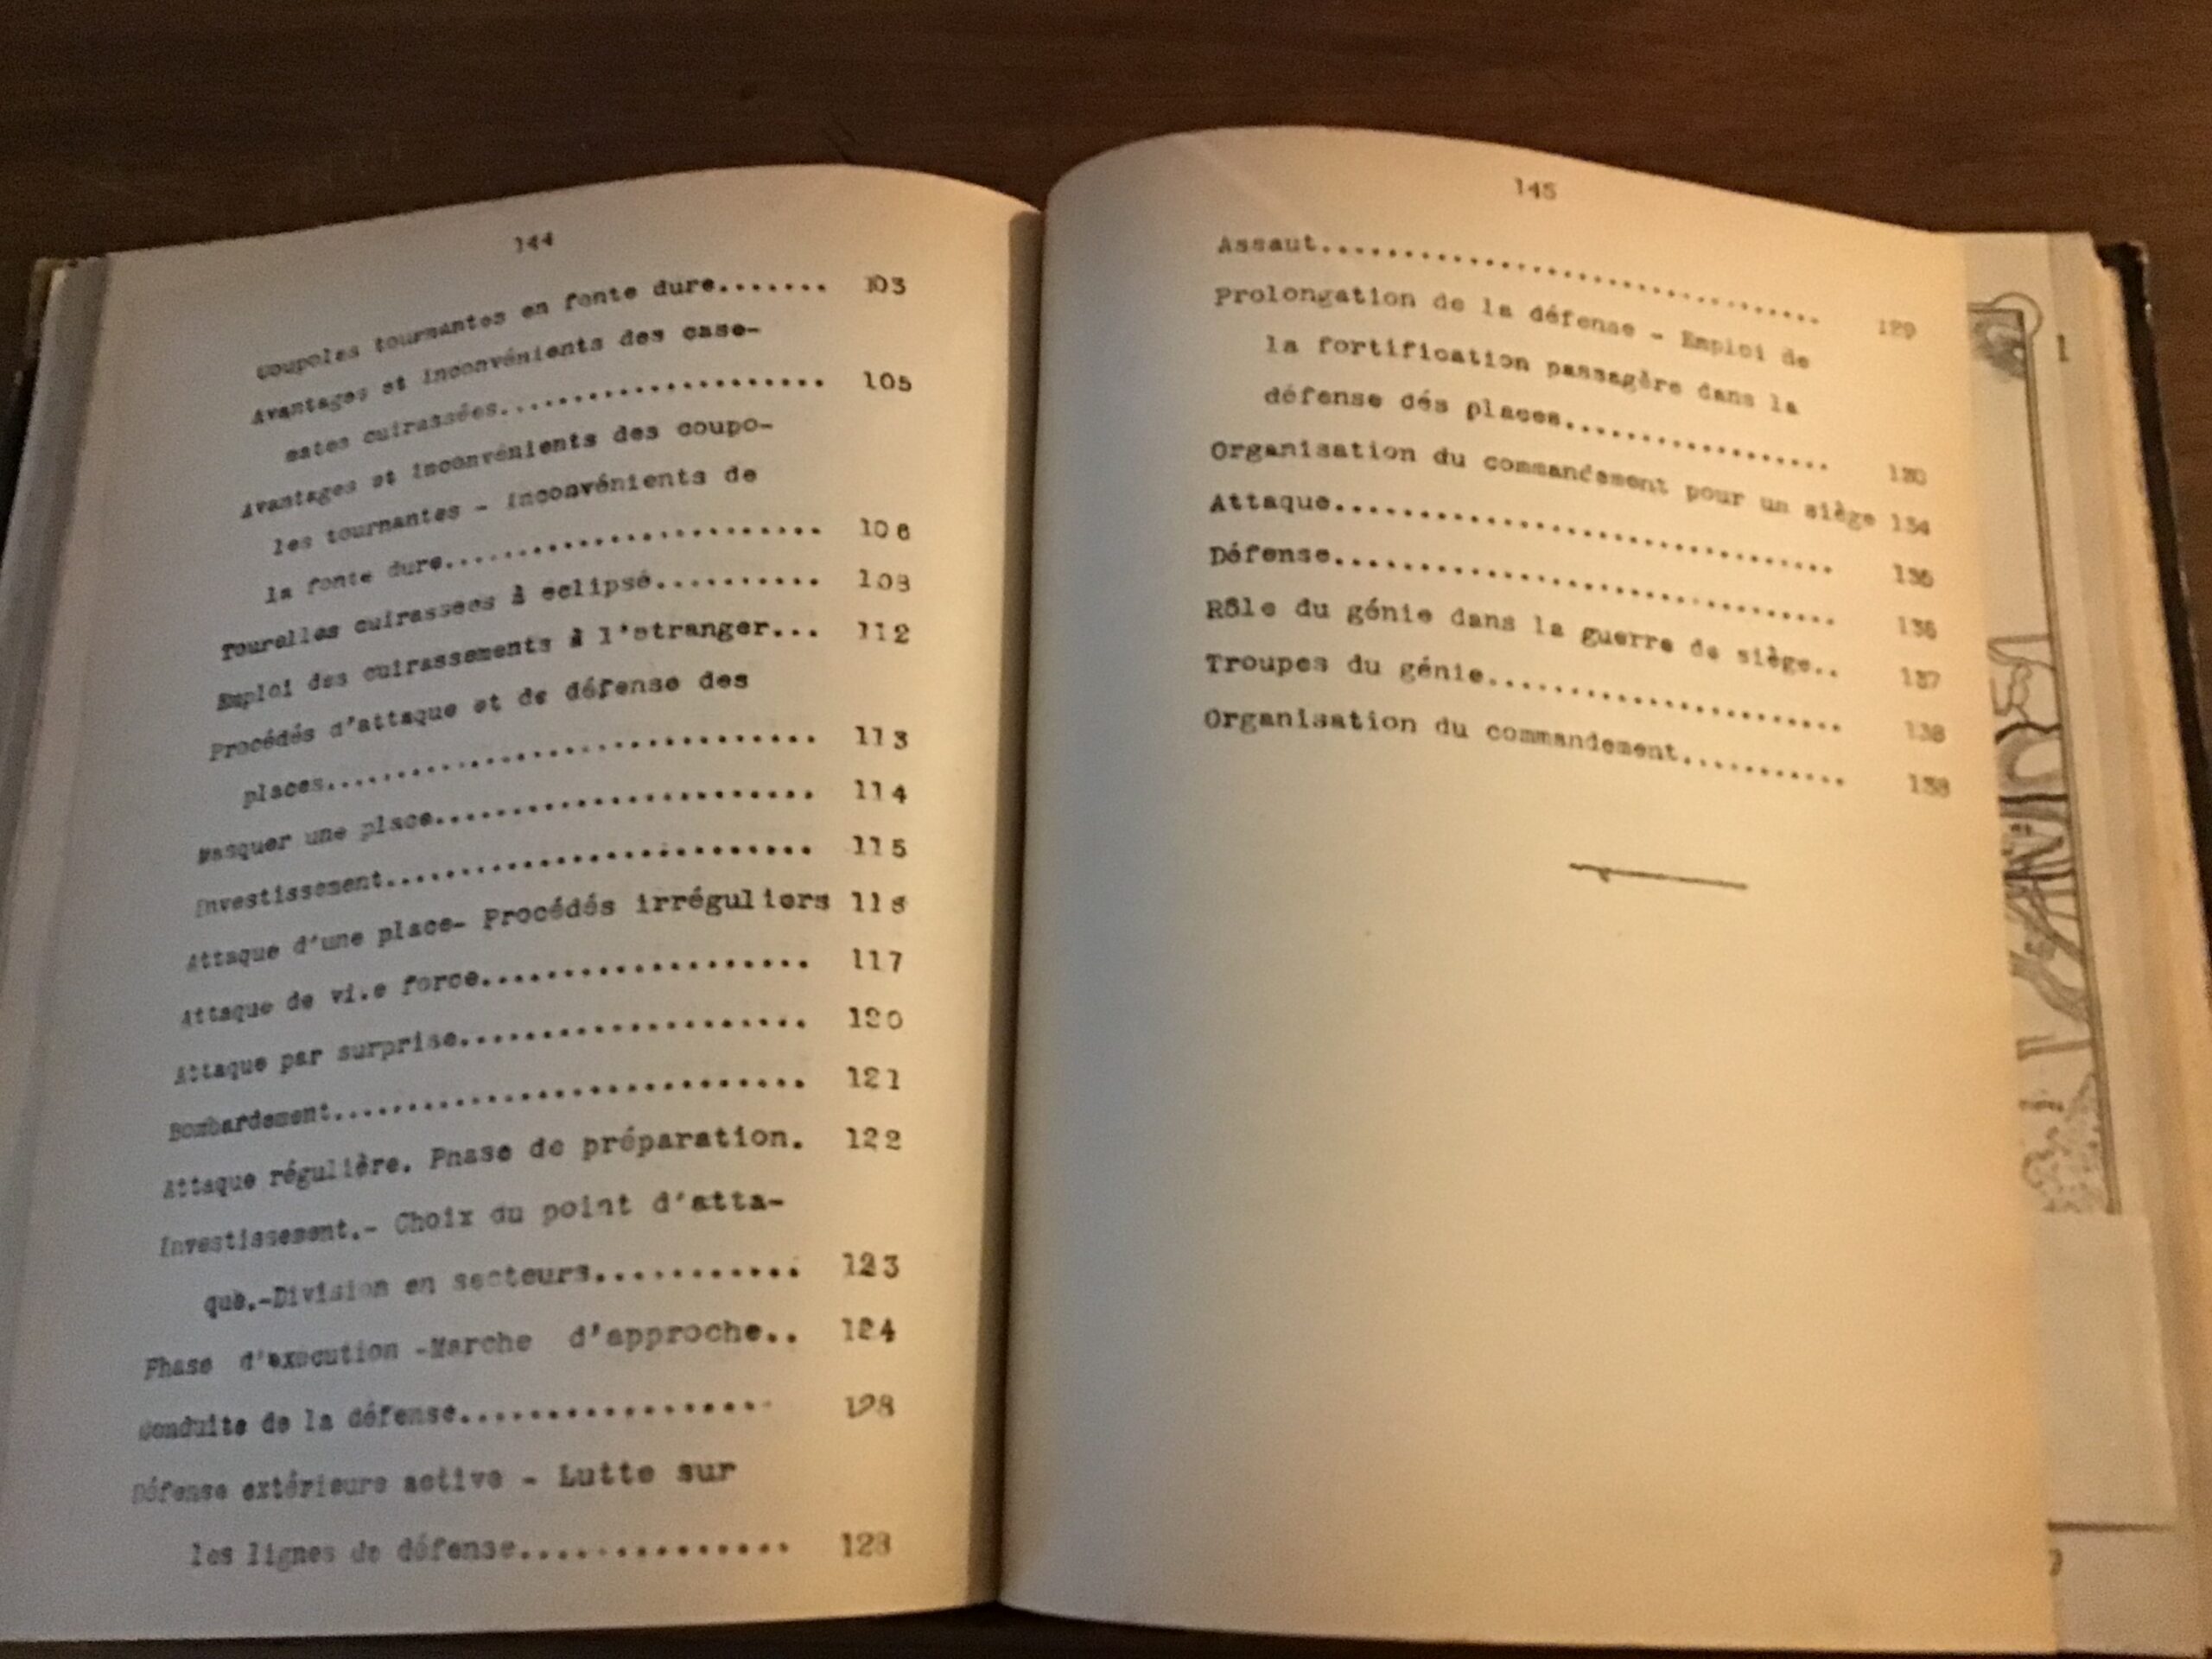 144
Coupoles tournantes en fonte dure....... 103
Avantages et inconvénients des case-
mates cuirassées...................... 105
Avantages et inconvénients des coupo-
les tournantes - Inconvénients de
la fonte dure......................... 106
Tourelles cuirassées à éclipse.......... 108
Emploi des cuirassements à l'étranger... 112
Procédés d'attaque et de défense des
places................................ 113
Masquer une place....................... 114
Investissement.......................... 115
Attaque d'une place- Procédés irréguliers 116
Attaque de vi.e force................... 117
Attaque par surprise.................... 120
Bombardement............................ 121
Attaque régulière. Phase de préparation. 122
Investissement.- Choix du point d'atta-
que.-Division en secteurs........... 123
Phase d'exécution -Marche d'approche.. 124
Conduite de la défense................. 128
Défense extérieure active - Lutte sur
les lignes de défense............... 128
145
Assaut.................................. 129
Prolongation de la défense - Emploi de
la fortification passagère dans la
défense dés places.................. 130
Organisation du commandement pour un siège 134
Attaque................................. 135
Défense................................. 136
Rôle du génie dans la guerre de siège.. 137
Troupes du génie........................ 138
Organisation du commandement........... 138
1